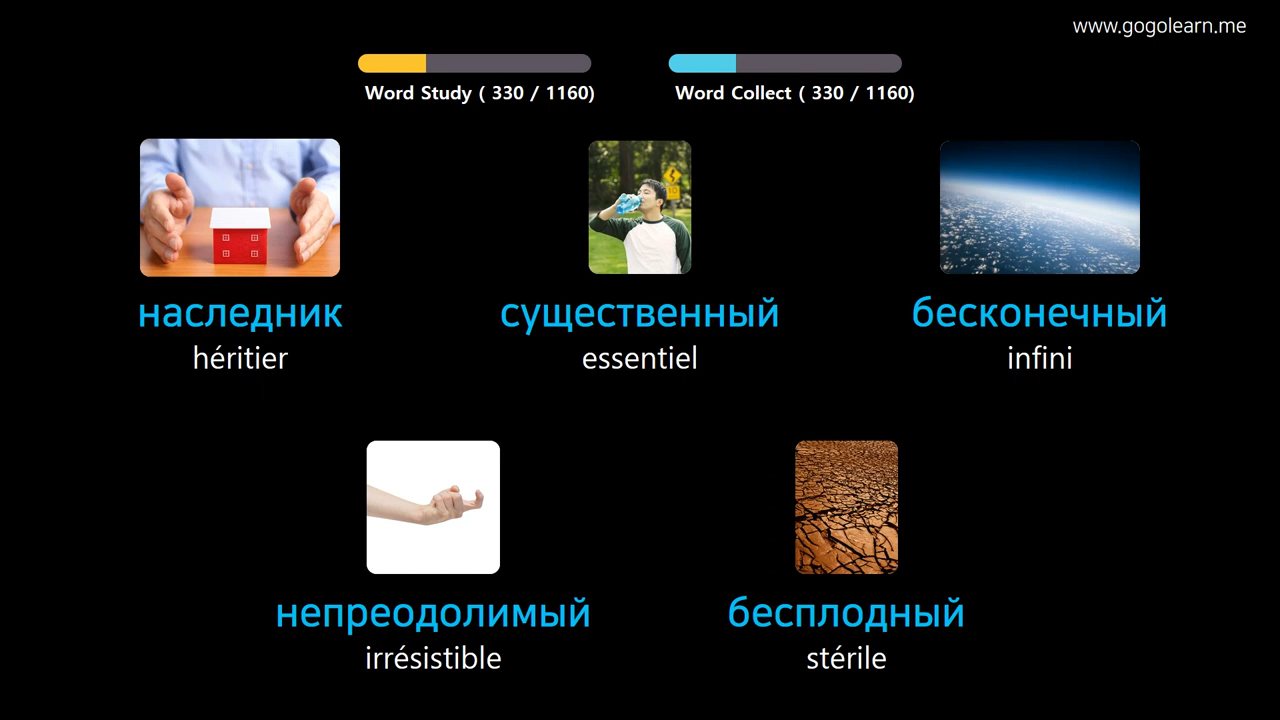 www.gogolearn.me
Word Study ( 330 / 1160)
Word Collect ( 330 / 1160)
наследник
héritier
существенный
essentiel
бесконечный
infini
непреодолимый
irrésistible
бесплодный
stérile